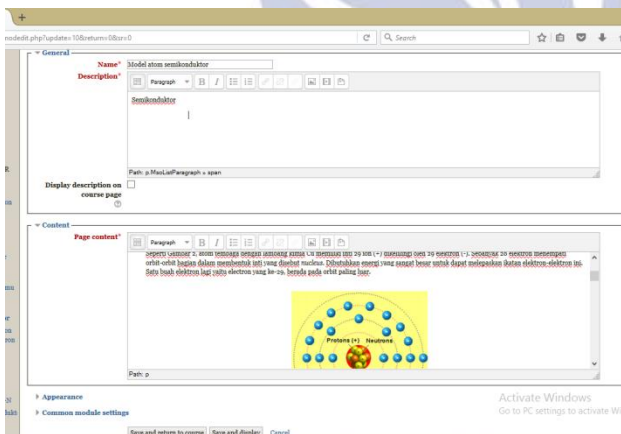 +
nodedit.php?update=108&return=0&sr=0
Search
General
Name* Model atom semikonduktor
Description*
Paragraph B I
Semikonduktor
Path: p.MsoListParagraph » span
Display description on
course page
Content
Page content*
Paragraph B I
Seperti Gambar 2, atom tembaga dengan lambang kimia Cu memiliki inti 29 ion (+) dikelilingi oleh 29 elektron (-). Sebanyak 28 elektron menempati
orbit-orbit bagian dalam membentuk inti yang disebut nucleus. Dibutuhkan energi yang sangat besar untuk dapat melepaskan ikatan elektron-elektron ini.
Satu buah elektron lagi yaitu electron yang ke-29, berada pada orbit paling luar.
Protons (+) Neutrons
Path: p
Appearance
Common module settings
Activate Windows
Go to PC settings to activate Wi
Save and return to course Save and display Cancel